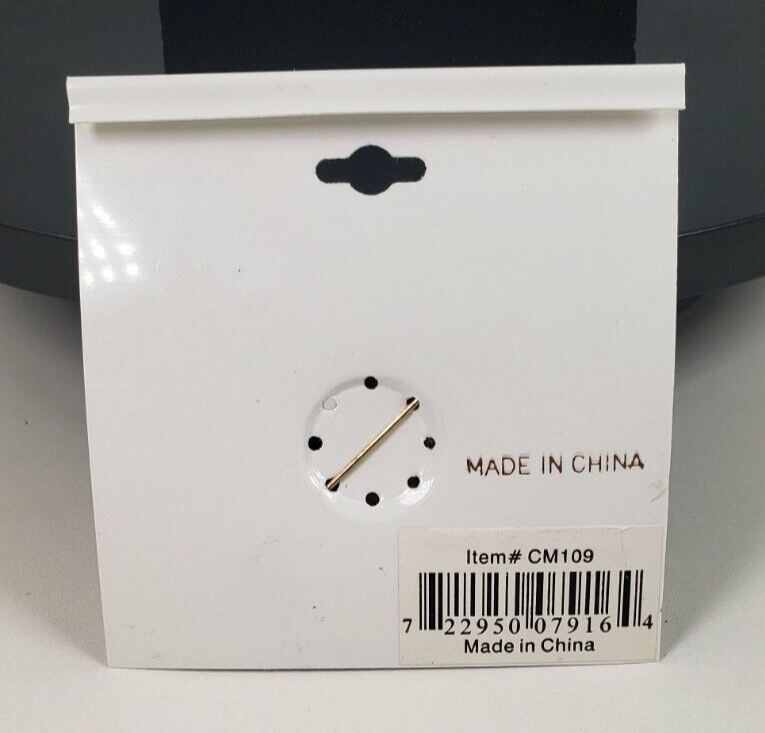 MADE IN CHINA
Item# CM109
7 22950 07916 4
Made in China